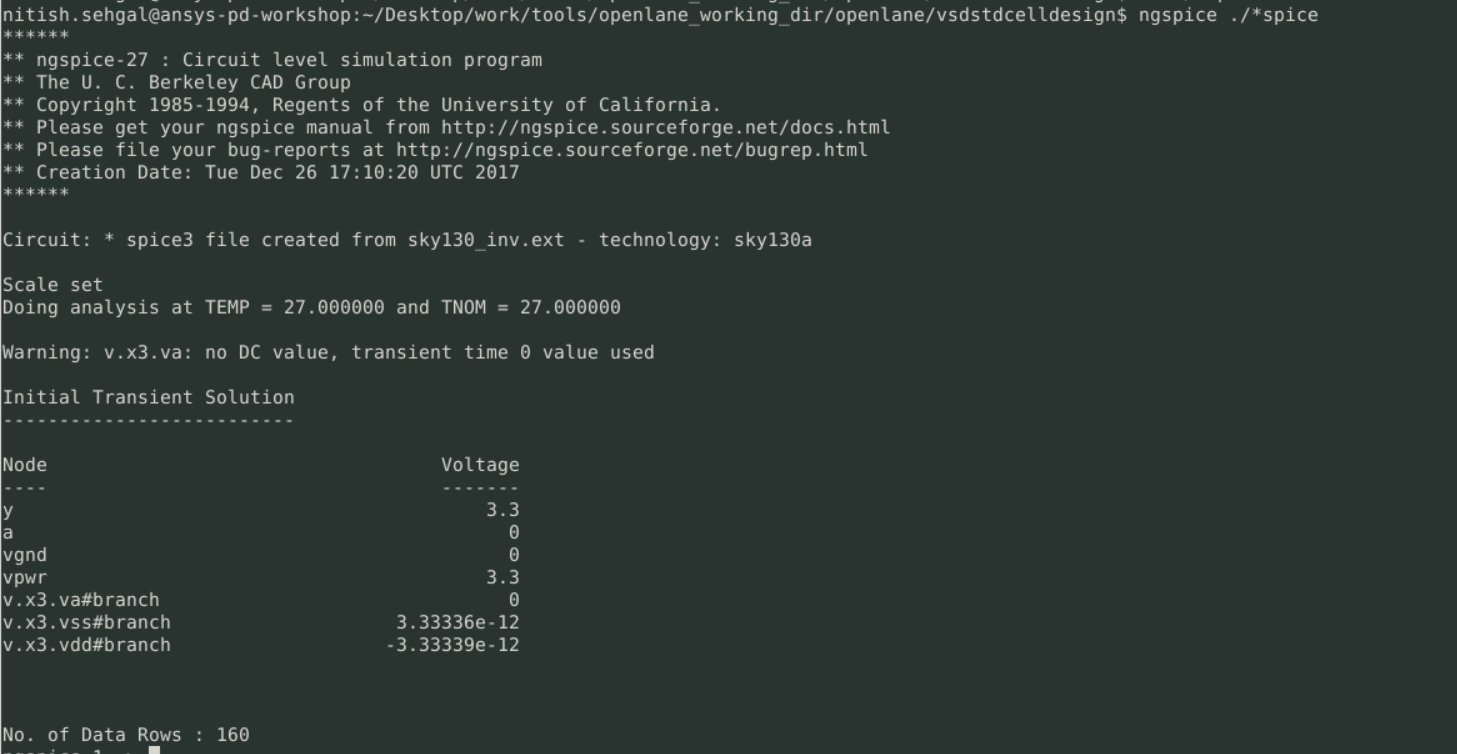 nitish.sehgal@ansys-pd-workshop:~/Desktop/work/tools/openlane_working_dir/openlane/vsdstdcelldesign$ ngspice ./*spice
******
** ngspice-27 : Circuit level simulation program
** The U. C. Berkeley CAD Group
** Copyright 1985-1994, Regents of the University of California.
** Please get your ngspice manual from http://ngspice.sourceforge.net/docs.html
** Please file your bug-reports at http://ngspice.sourceforge.net/bugrep.html
** Creation Date: Tue Dec 26 17:10:20 UTC 2017
******
Circuit: * spice3 file created from sky130_inv.ext - technology: sky130a
Scale set
Doing analysis at TEMP = 27.000000 and TNOM = 27.000000
Warning: v.x3.va: no DC value, transient time 0 value used
Initial Transient Solution
--------------------------
Node Voltage
---- -------
y 3.3
a 0
vgnd 0
vpwr 3.3
v.x3.va#branch 0
v.x3.vss#branch 3.33336e-12
v.x3.vdd#branch -3.33339e-12
No. of Data Rows : 160